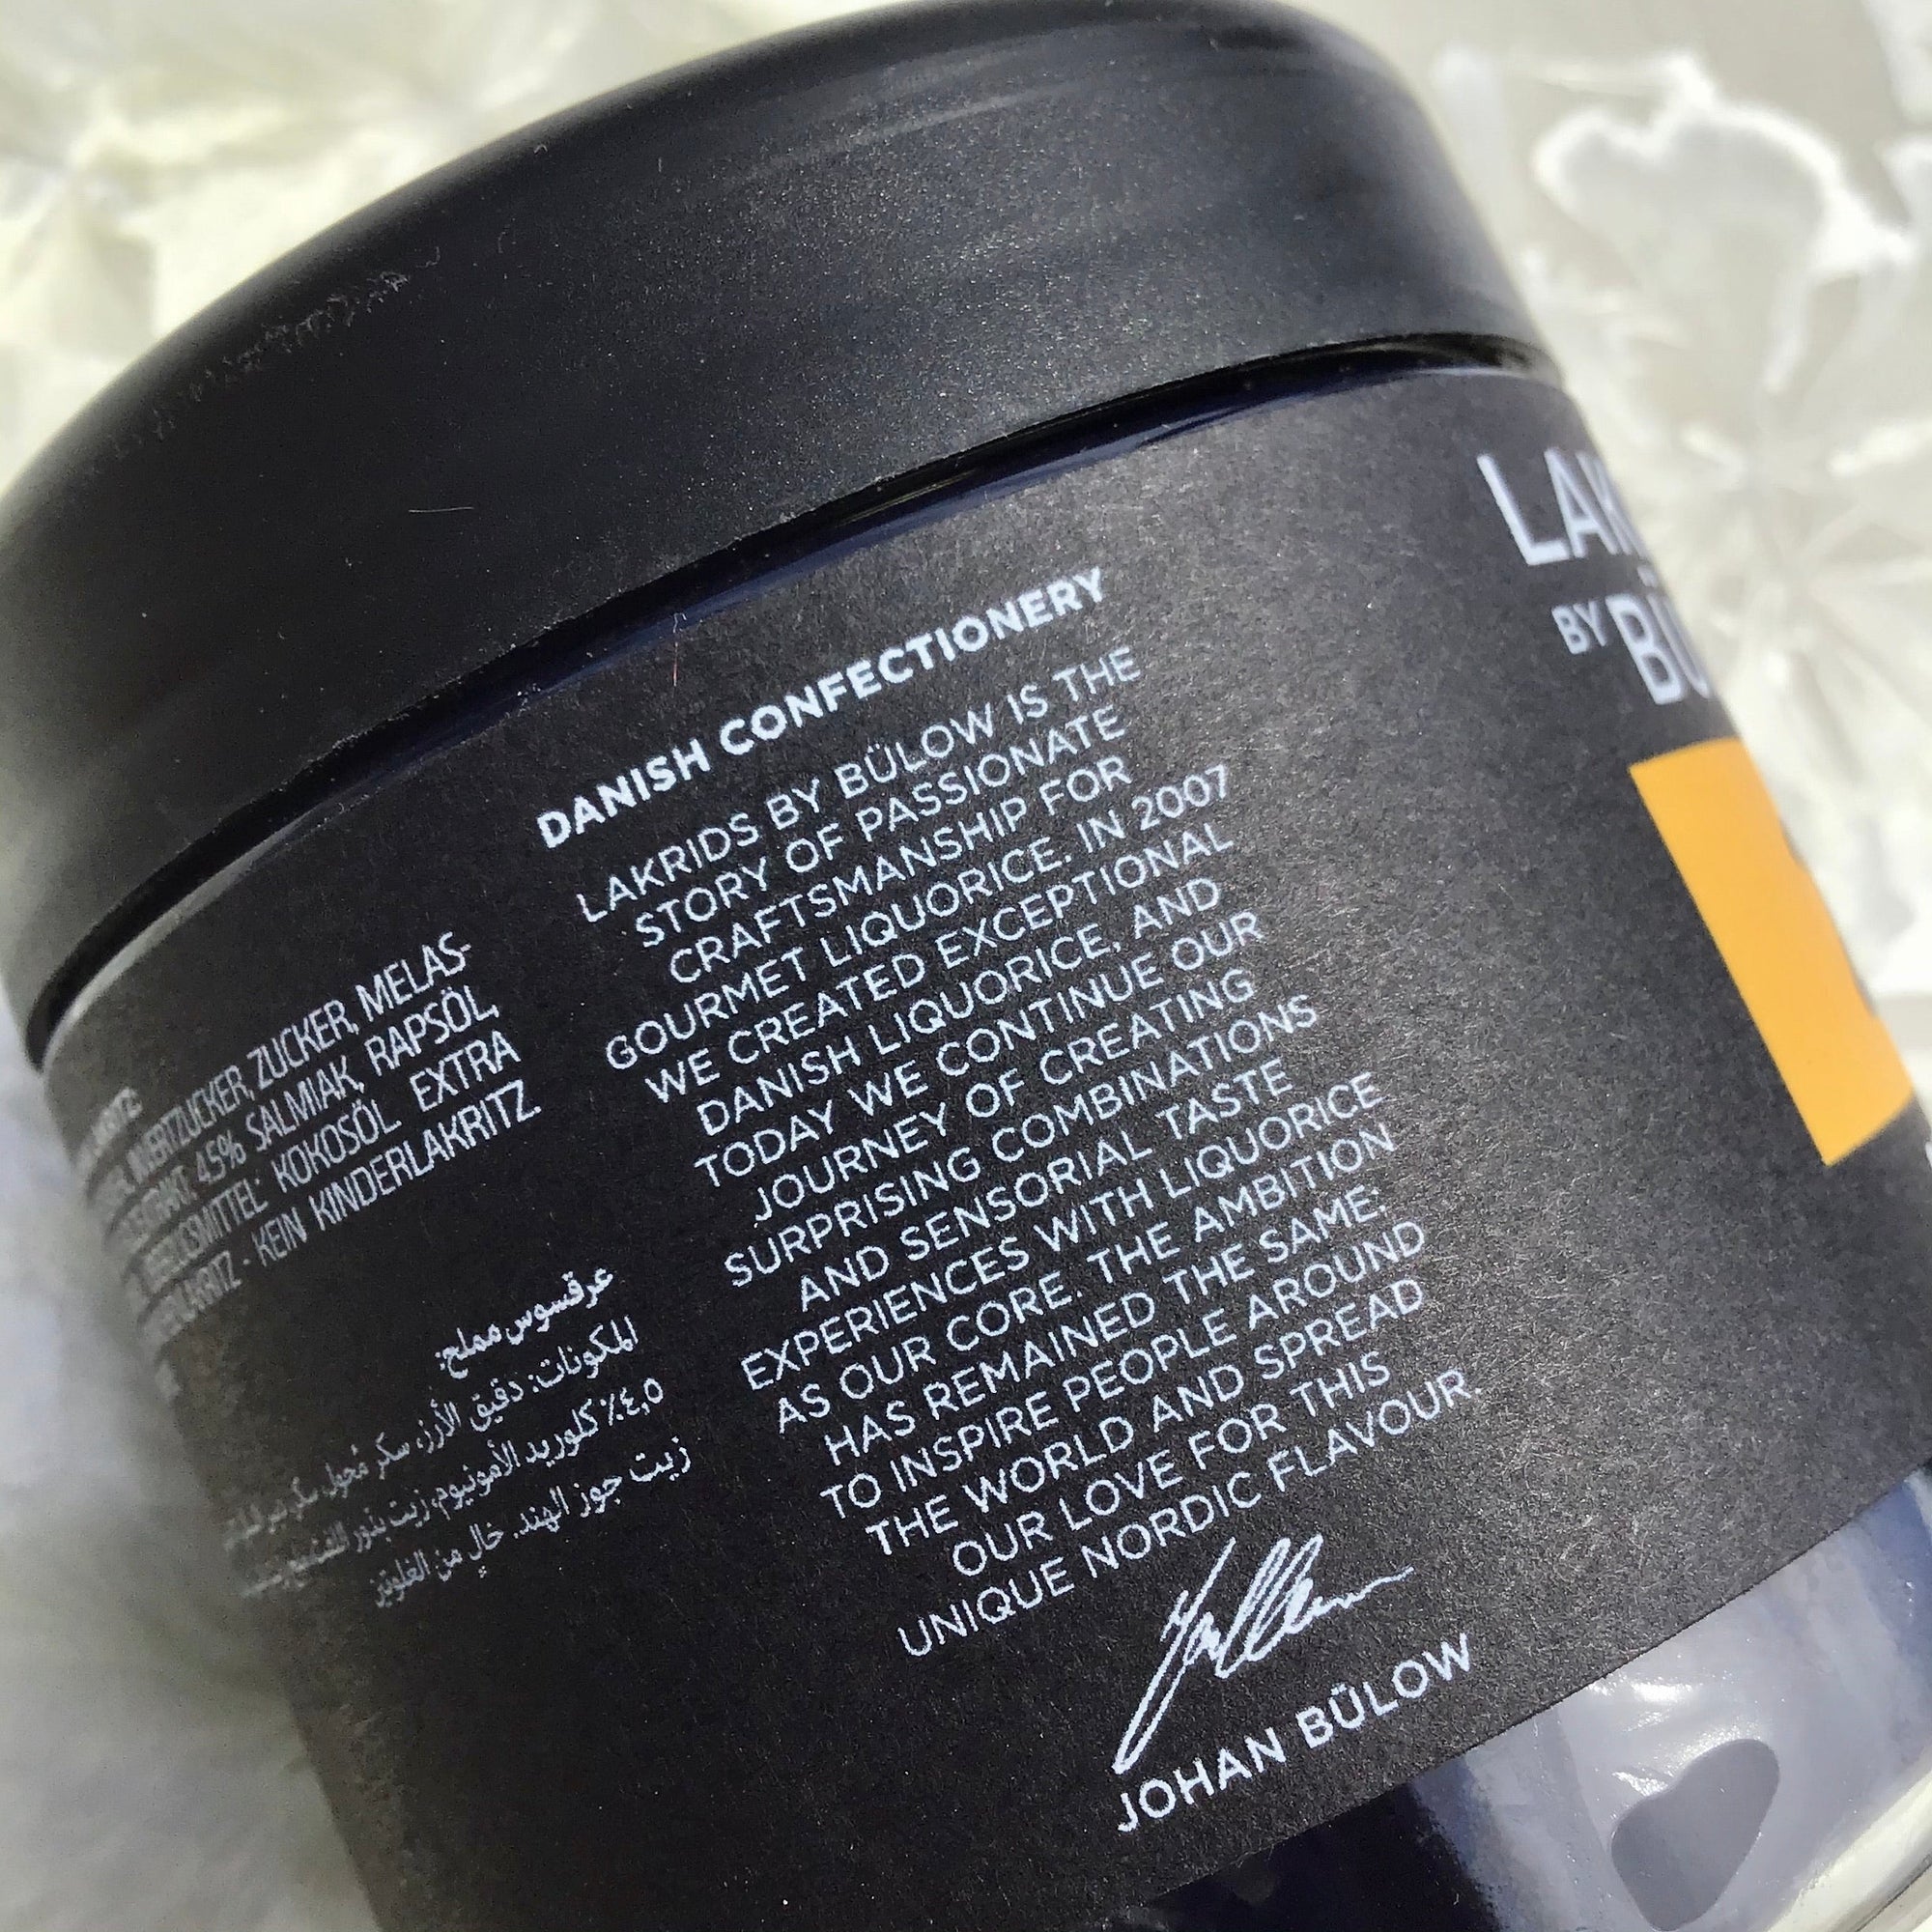 DANISH CONFECTIONERY
LAKRIDS BY BÜLOW IS THE
STORY OF PASSIONATE
CRAFTSMANSHIP FOR
GOURMET LIQUORICE. IN 2007
WE CREATED EXCEPTIONAL
DANISH LIQUORICE, AND
TODAY WE CONTINUE OUR
JOURNEY OF CREATING
SURPRISING COMBINATIONS
AND SENSORIAL TASTE
EXPERIENCES WITH LIQUORICE
AS OUR CORE. THE AMBITION
HAS REMAINED THE SAME:
TO INSPIRE PEOPLE AROUND
THE WORLD AND SPREAD
OUR LOVE FOR THIS
UNIQUE NORDIC FLAVOUR.
JOHAN BÜLOW
INVERTZUCKER, ZUCKER, MELAS-
4,5% SALMIAK, RAPSÖL,
KOKOSÖL EXTRA
- KEIN KINDERLAKRITZ
عرقسوس مملح:
المكونات: دقيق الأرز، سكر مُحول،
٤,٥٪ كلوريد الأمونيوم، زيت بذور
زيت جوز الهند. خالٍ من الغلوتين
BY